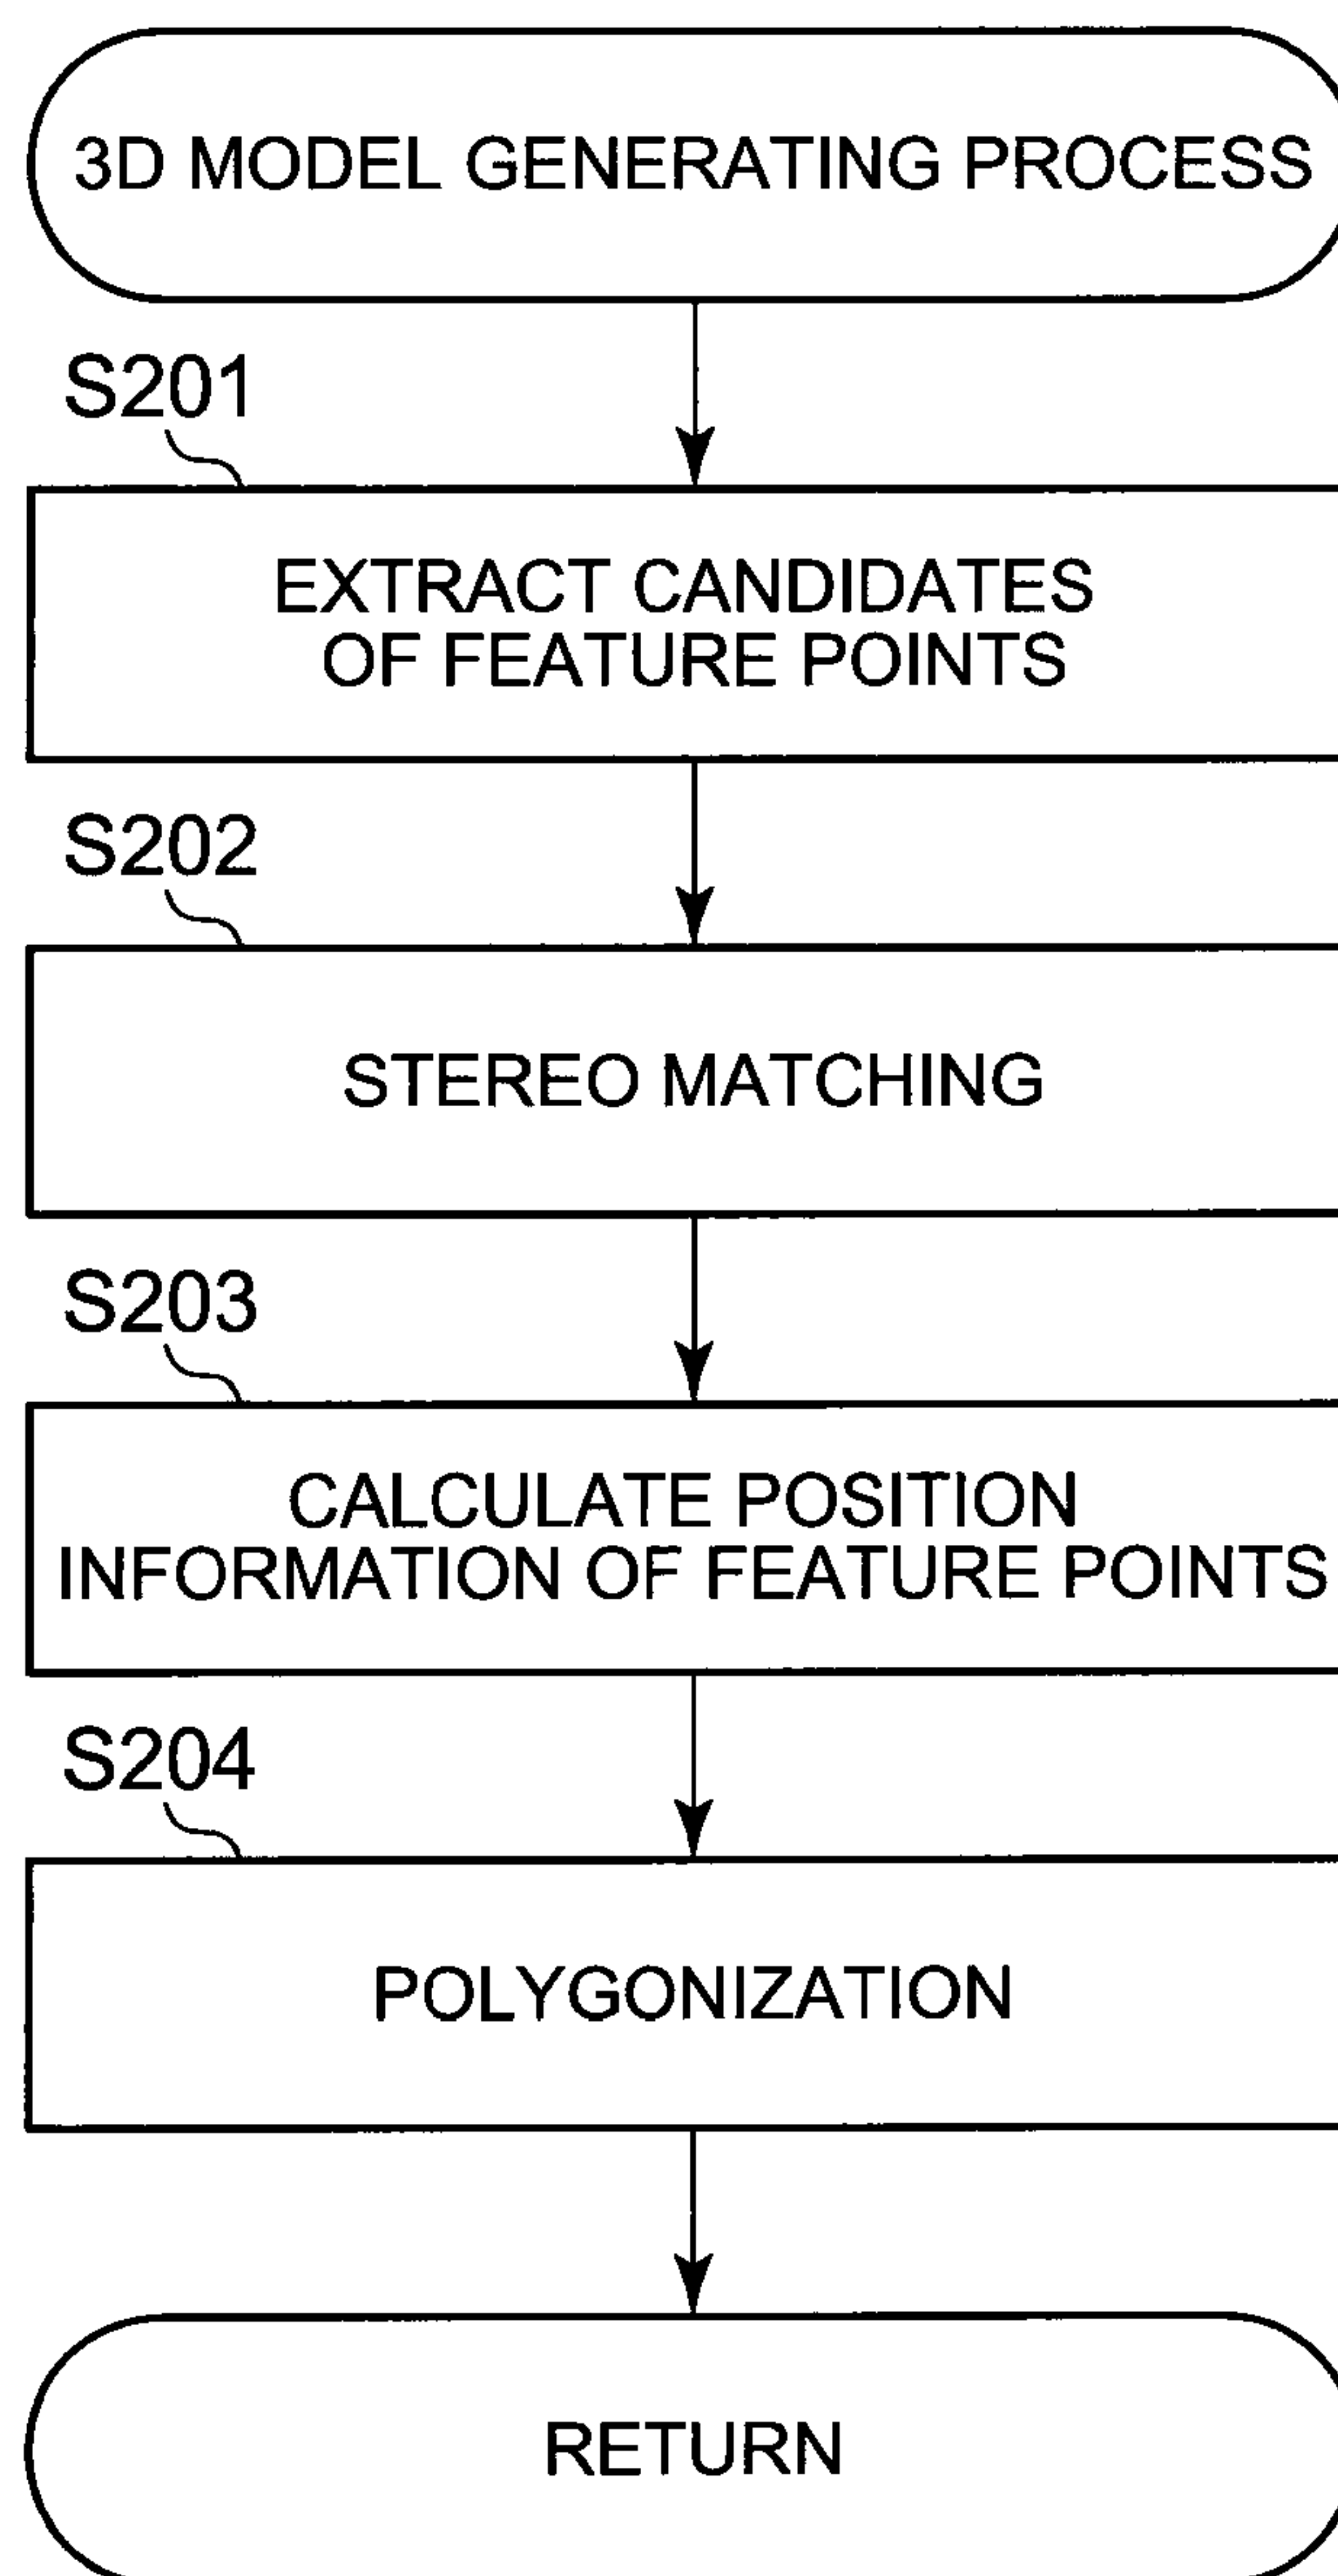 3D MODEL GENERATING PROCESS
S201
EXTRACT CANDIDATES
OF FEATURE POINTS
S202
STEREO MATCHING
S203
CALCULATE POSITION
INFORMATION OF FEATURE POINTS
S204
POLYGONIZATION
RETURN